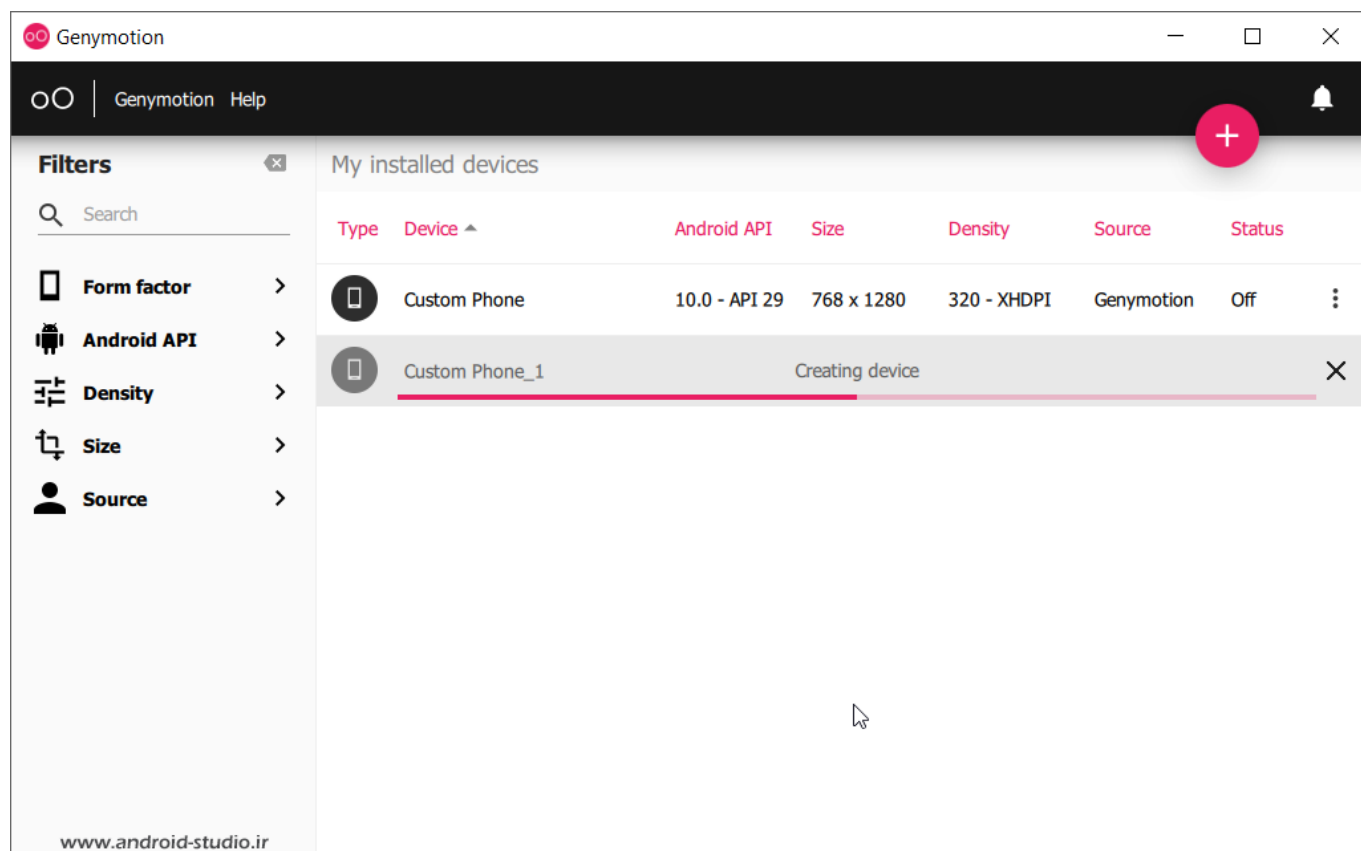 Genymotion
Genymotion Help
Filters
My installed devices
Search
Type Device Android API Size Density Source Status
Form factor
Custom Phone 10.0 - API 29 768 x 1280 320 - XHDPI Genymotion Off
Android API
Custom Phone_1 Creating device
Density
Size
Source
www.android-studio.ir